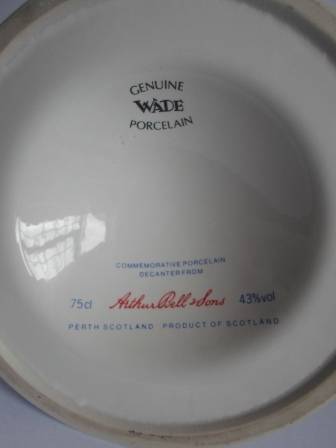 GENUINE
WADE
PORCELAIN
COMMEMORATIVE PORCELAIN
DECANTER FROM
75cl Arthur Bell & Sons 43%vol
PERTH SCOTLAND PRODUCT OF SCOTLAND